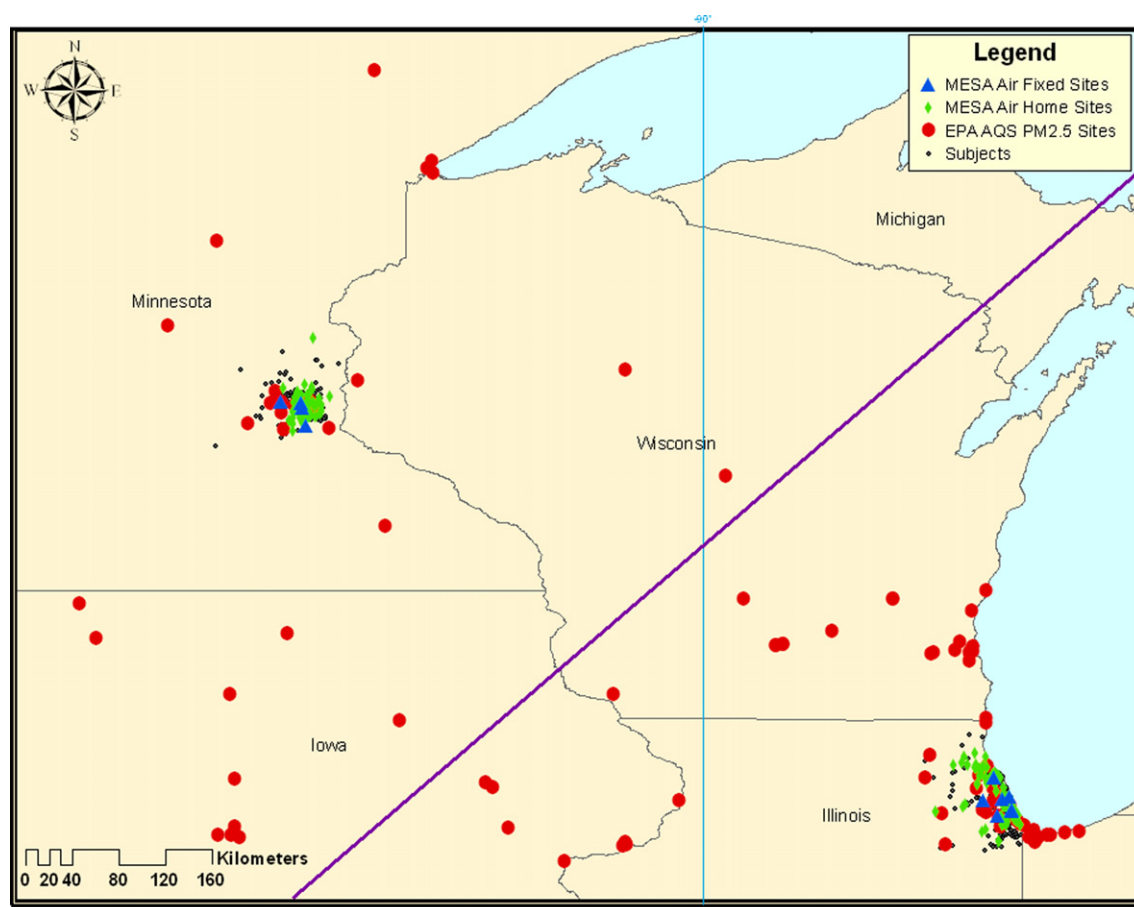 -90°
N
W E
S
Legend
MESA Air Fixed Sites
MESA Air Home Sites
EPA AQS PM2.5 Sites
Subjects
Michigan
Minnesota
Wisconsin
Iowa
Illinois
Kilometers
0 20 40 80 120 160